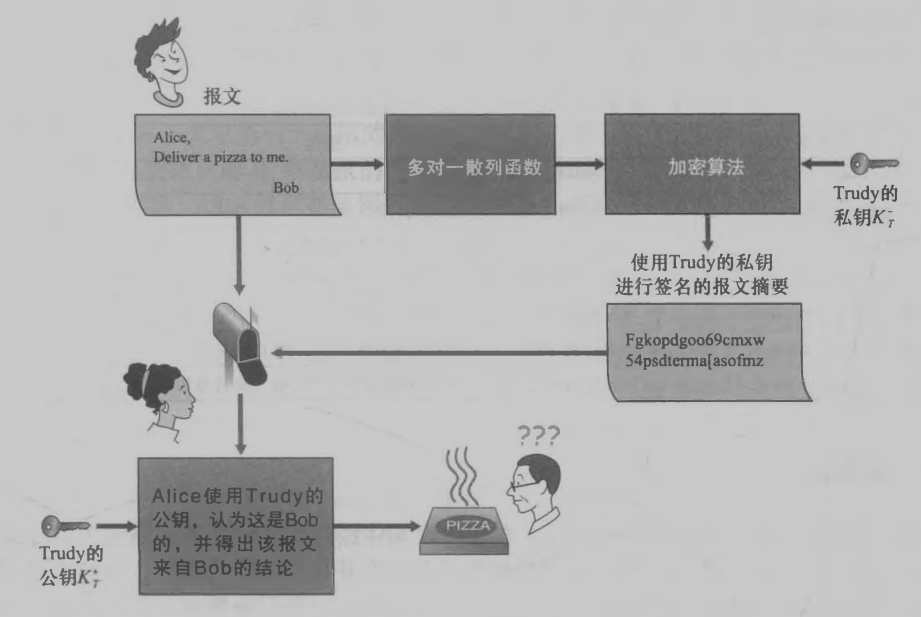 报文
Alice,
Deliver a pizza to me.
Bob
多对一散列函数
加密算法
Trudy的
私钥K⁻T
使用Trudy的私钥
进行签名的报文摘要
Fgkopdgoo69cmxw
54psdterma[asofmz
???
Alice使用Trudy的
公钥，认为这是Bob
的，并得出该报文
来自Bob的结论
PIZZA
Trudy的
公钥K⁺T